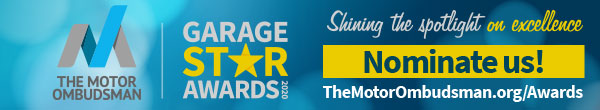 THE MOTOR
OMBUDSMAN
GARAGE
STAR
AWARDS 2020
Shining the spotlight on excellence
Nominate us!
TheMotorOmbudsman.org/Awards